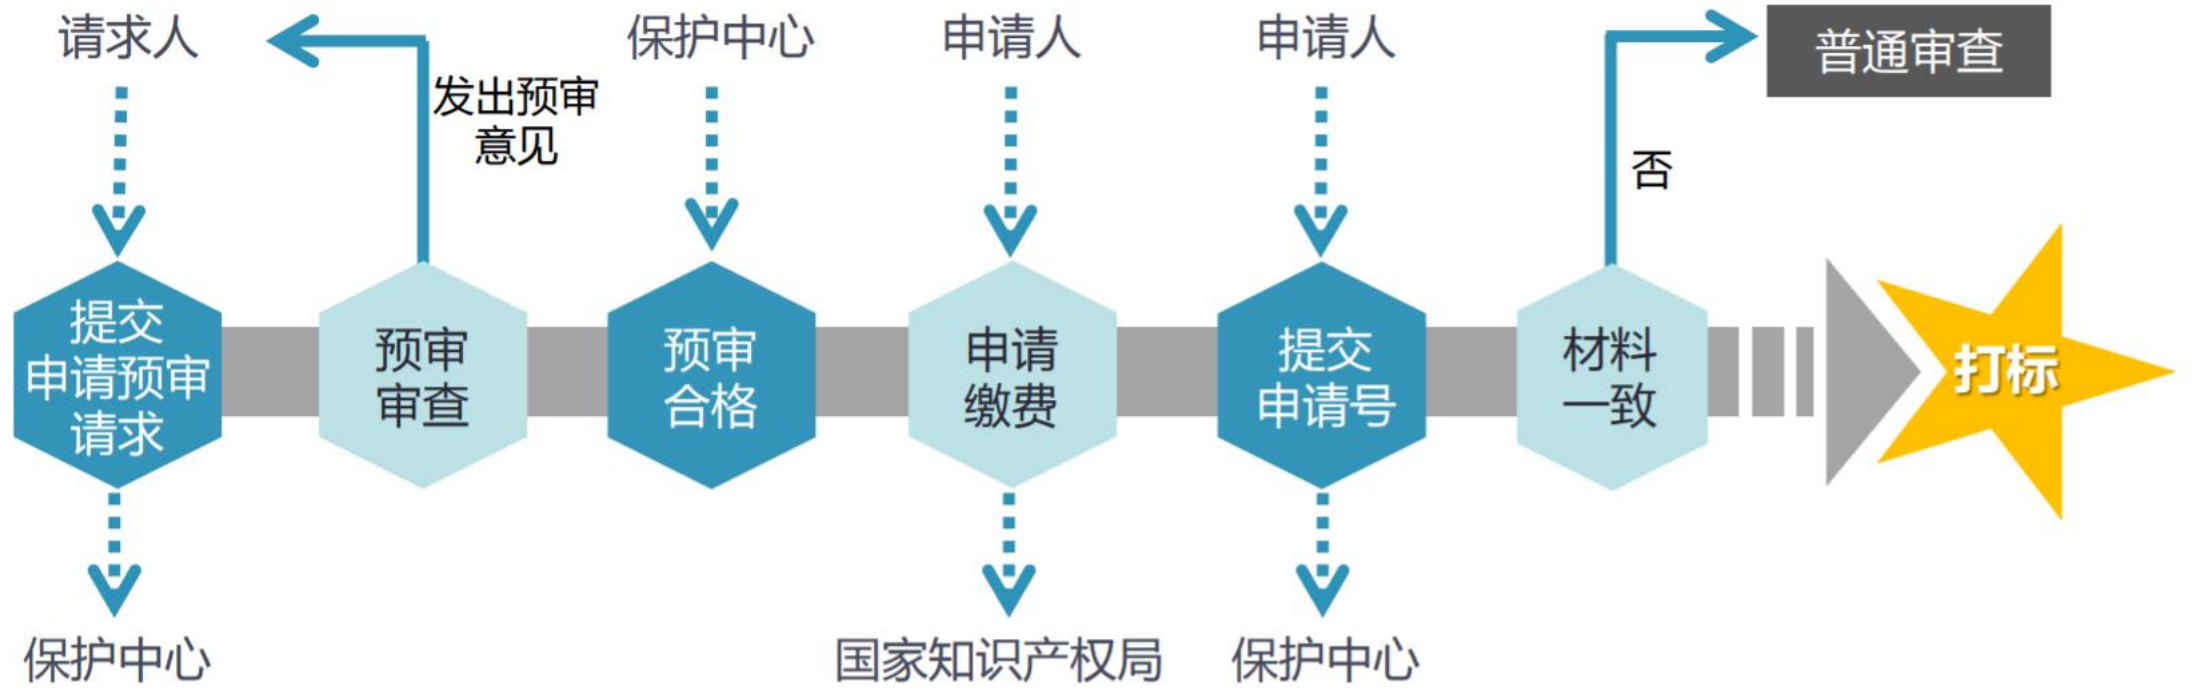 请求人
保护中心
申请人
申请人
普通审查
发出预审
意见
否
提交
申请预审
请求
预审
审查
预审
合格
申请
缴费
提交
申请号
材料
一致
打标
保护中心
国家知识产权局
保护中心